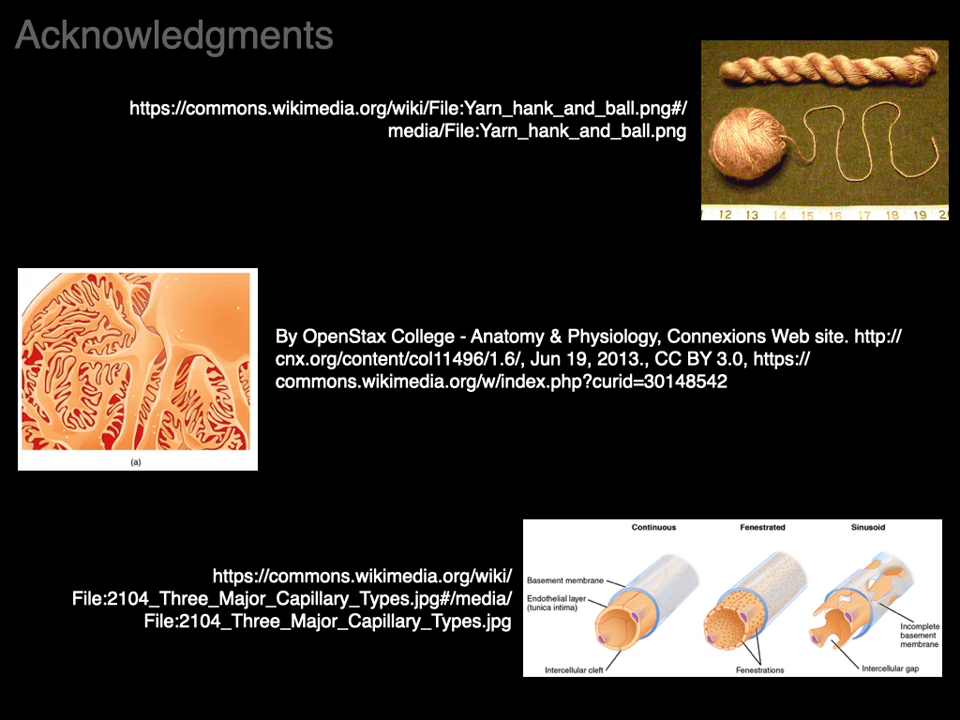 Acknowledgments
https://commons.wikimedia.org/wiki/File:Yarn_hank_and_ball.png#/
media/File:Yarn_hank_and_ball.png
12 13 14 15 16 17 18 19 2
By OpenStax College - Anatomy & Physiology, Connexions Web site. http://
cnx.org/content/col11496/1.6/, Jun 19, 2013., CC BY 3.0, https://
commons.wikimedia.org/w/index.php?curid=30148542
(a)
https://commons.wikimedia.org/wiki/
File:2104_Three_Major_Capillary_Types.jpg#/media/
File:2104_Three_Major_Capillary_Types.jpg
Continuous
Fenestrated
Sinusoid
Basement membrane
Endothelial layer
(tunica intima)
Intercellular cleft
Fenestrations
Incomplete
basement
membrane
Intercellular gap